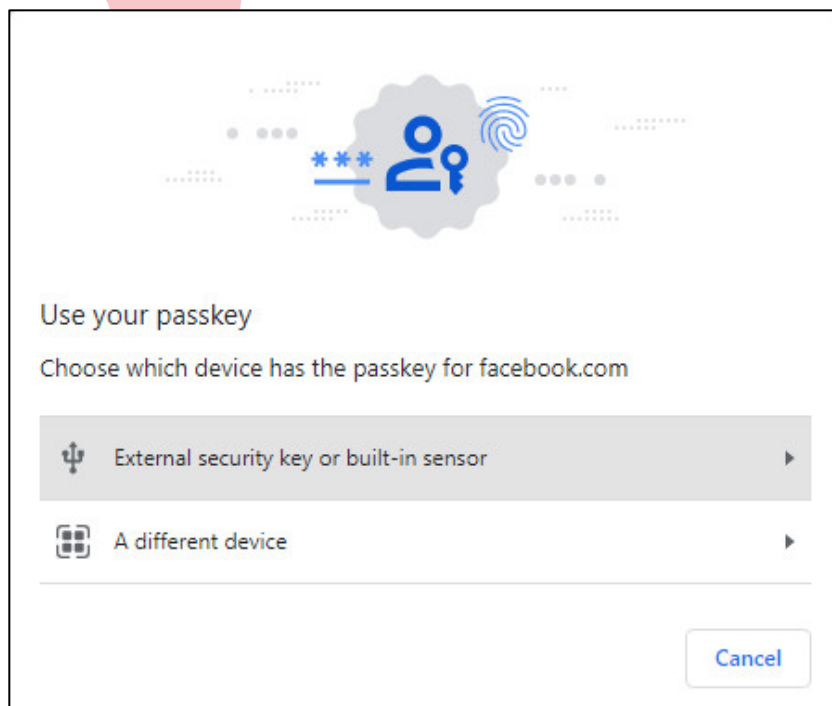 ***
Use your passkey
Choose which device has the passkey for facebook.com
External security key or built-in sensor
A different device
Cancel